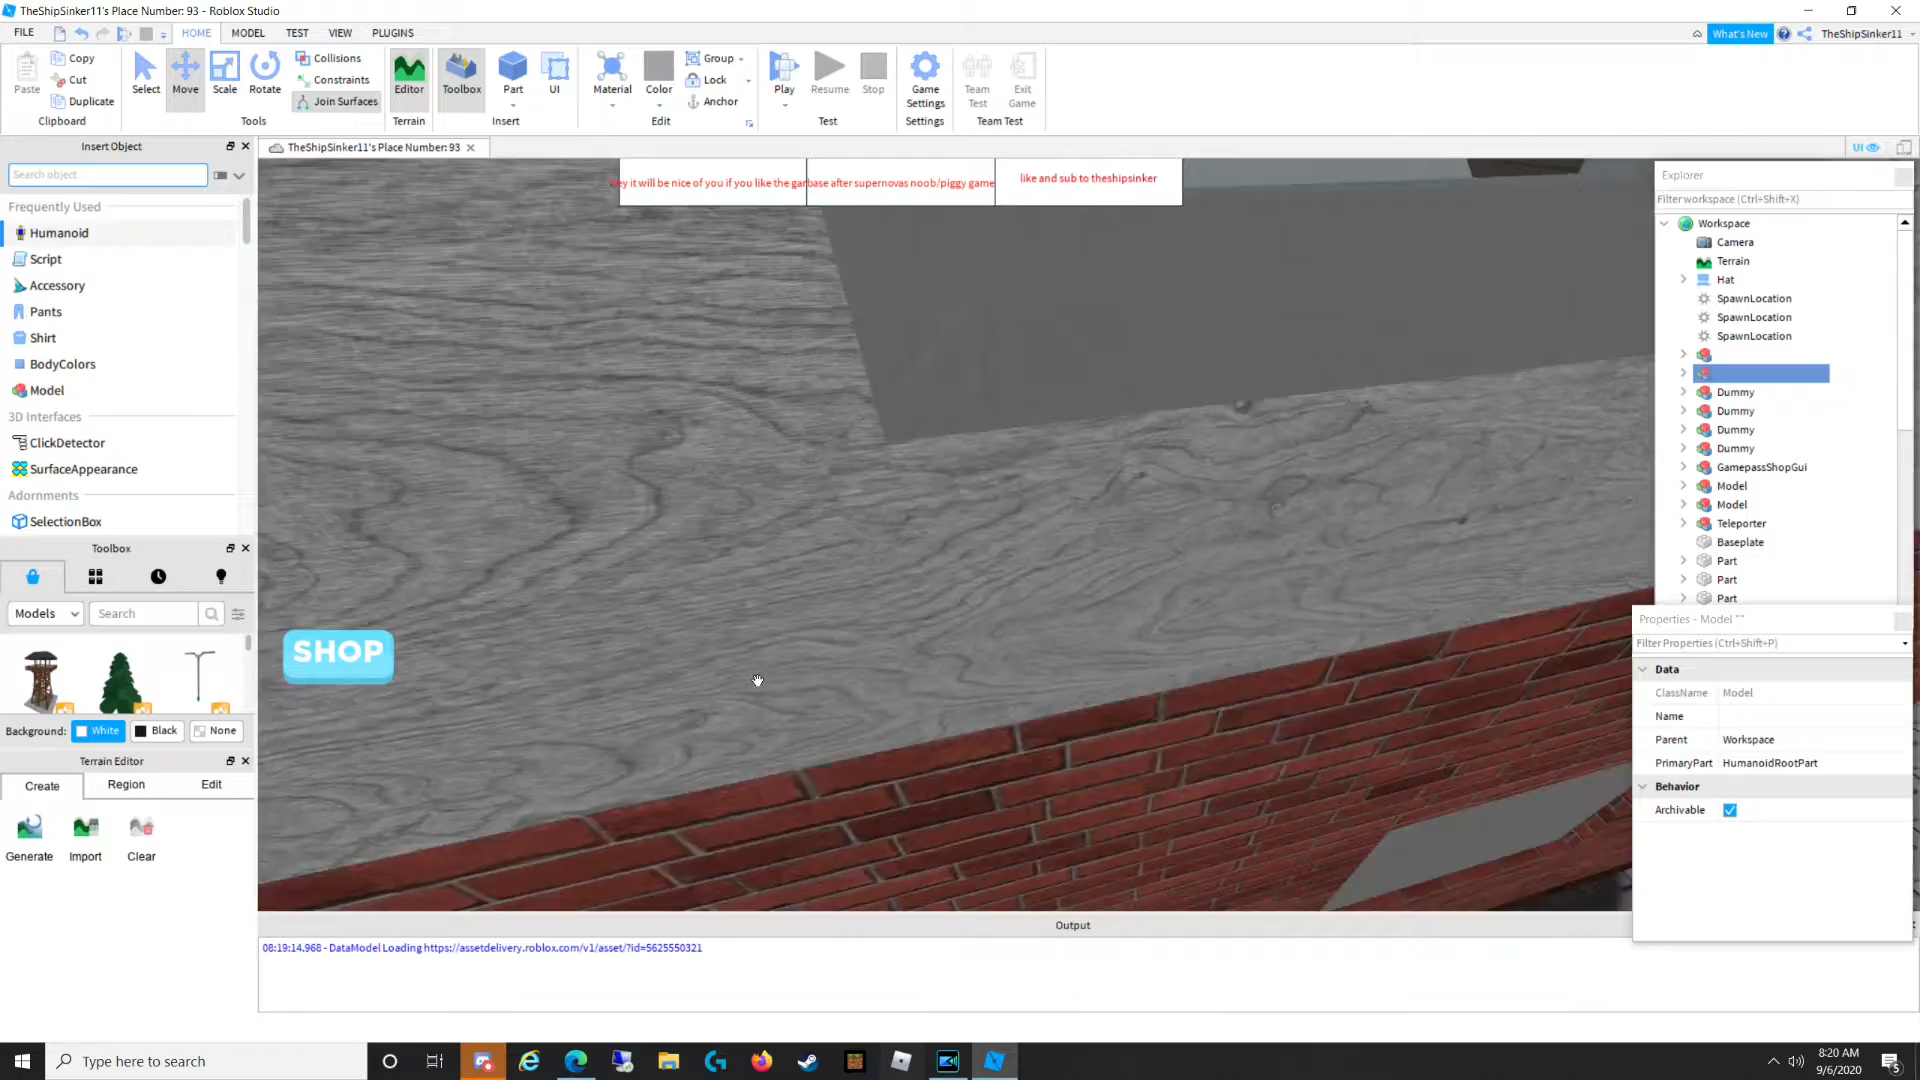 TheShipSinker11's Place Number: 93 - Roblox Studio
FILE HOME MODEL TEST VIEW PLUGINS What's New TheShipSinker11
Paste Copy Cut Duplicate Clipboard
Select Move Scale Rotate Collisions Constraints Join Surfaces Tools
Editor Terrain
Toolbox Part UI Insert
Material Color Group Lock Anchor Edit
Play Resume Stop Test
Game Settings Settings
Team Test Exit Game Team Test
Insert Object
TheShipSinker11's Place Number: 93
UI
Search object
Frequently Used
Humanoid
Script
Accessory
Pants
Shirt
BodyColors
Model
3D Interfaces
ClickDetector
SurfaceAppearance
Adornments
SelectionBox
Toolbox
Models Search
Background: White Black None
Terrain Editor
Create Region Edit
Generate Import Clear
it will be nice of you if you like the garbase after supernovas noob/piggy game
like and sub to theshipsinker
SHOP
Explorer
Filter workspace (Ctrl+Shift+X)
Workspace
Camera
Terrain
Hat
SpawnLocation
SpawnLocation
SpawnLocation
Dummy
Dummy
Dummy
Dummy
GamepassShopGui
Model
Model
Teleporter
Baseplate
Part
Part
Part
Properties - Model ""
Filter Properties (Ctrl+Shift+P)
Data
ClassName Model
Name
Parent Workspace
PrimaryPart HumanoidRootPart
Behavior
Archivable
Output
08:19:14.968 - DataModel Loading https://assetdelivery.roblox.com/v1/asset/?id=5625550321
Type here to search
8:20 AM
9/6/2020
5